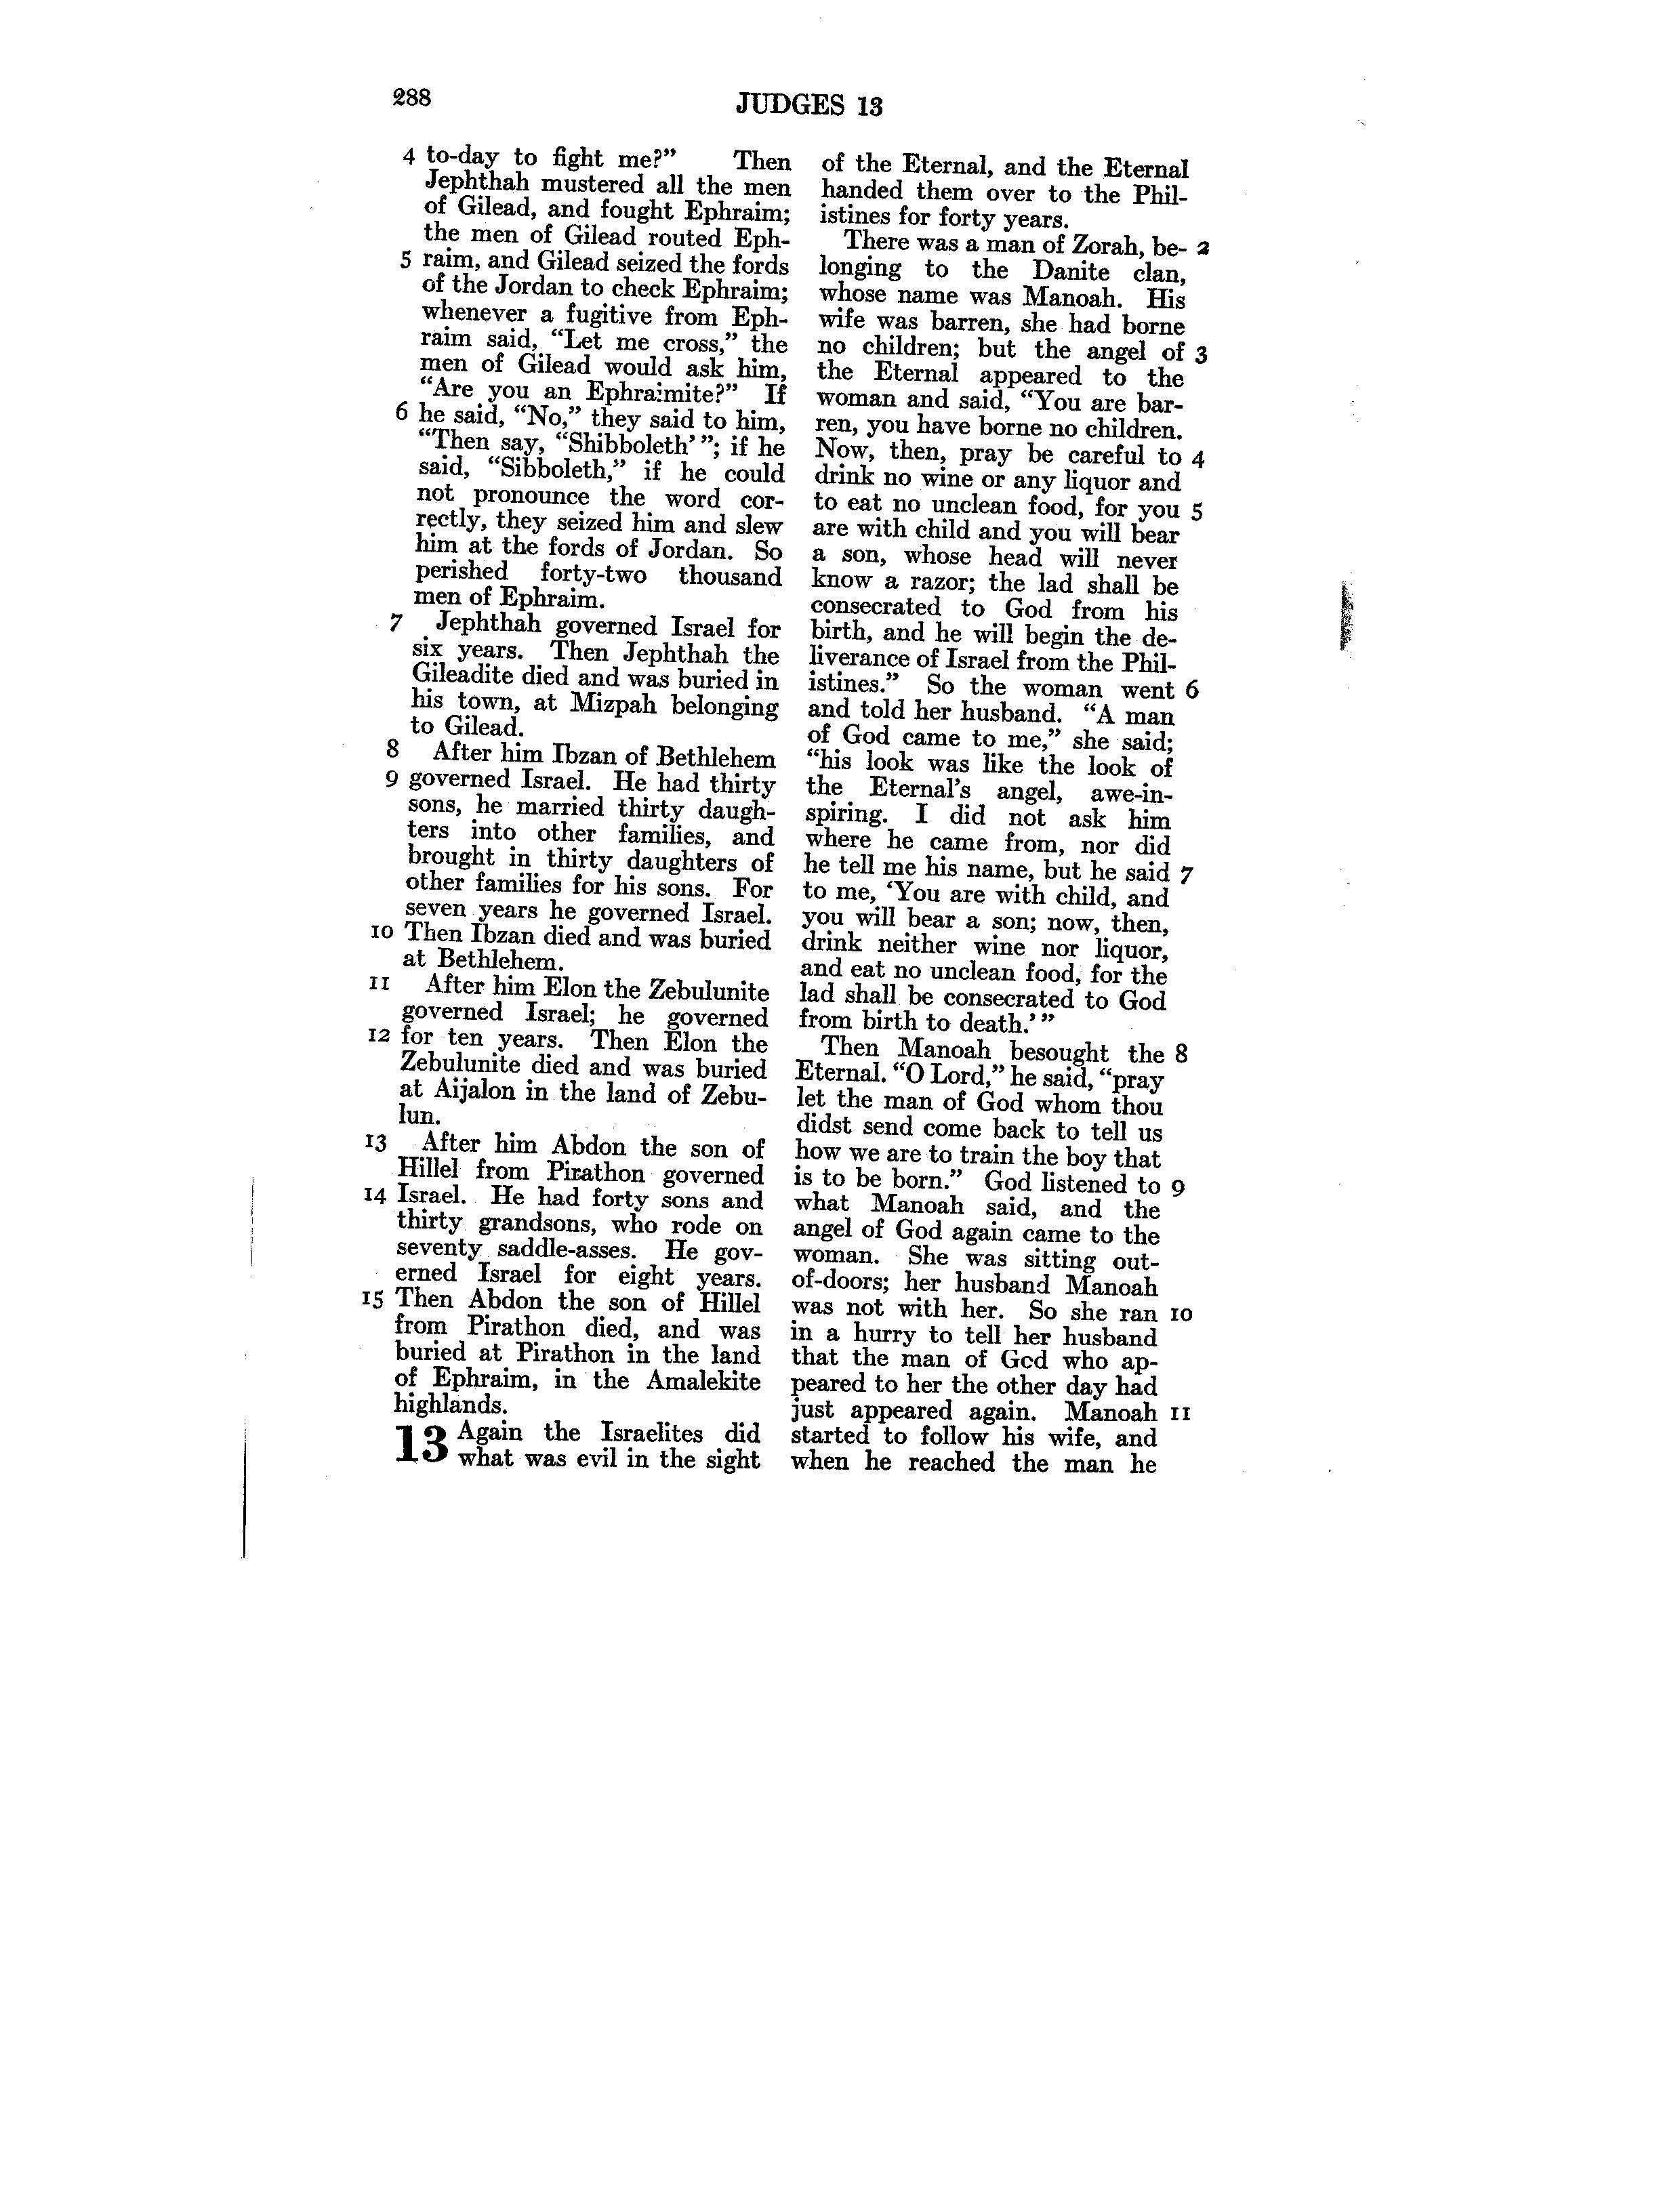 288
JUDGES 13
4 to-day to fight me?” Then
Jephthah mustered all the men
of Gilead, and fought Ephraim;
the men of Gilead routed Eph-
5 raim, and Gilead seized the fords
of the Jordan to check Ephraim;
whenever a fugitive from Eph-
raim said, “Let me cross,” the
men of Gilead would ask him,
“Are you an Ephraimite?” If
6 he said, “No,” they said to him,
“Then say, “Shibboleth’ ”; if he
said, “Sibboleth,” if he could
not pronounce the word cor-
rectly, they seized him and slew
him at the fords of Jordan. So
perished forty-two thousand
men of Ephraim.
7 Jephthah governed Israel for
six years. Then Jephthah the
Gileadite died and was buried in
his town, at Mizpah belonging
to Gilead.
8 After him Ibzan of Bethlehem
9 governed Israel. He had thirty
sons, he married thirty daugh-
ters into other families, and
brought in thirty daughters of
other families for his sons. For
seven years he governed Israel.
10 Then Ibzan died and was buried
at Bethlehem.
11 After him Elon the Zebulunite
governed Israel; he governed
12 for ten years. Then Elon the
Zebulunite died and was buried
at Aijalon in the land of Zebu-
lun.
13 After him Abdon the son of
Hillel from Pirathon governed
14 Israel. He had forty sons and
thirty grandsons, who rode on
seventy saddle-asses. He gov-
erned Israel for eight years.
15 Then Abdon the son of Hillel
from Pirathon died, and was
buried at Pirathon in the land
of Ephraim, in the Amalekite
highlands.
13 Again the Israelites did
what was evil in the sight
of the Eternal, and the Eternal
handed them over to the Phil-
istines for forty years.
There was a man of Zorah, be- 2
longing to the Danite clan,
whose name was Manoah. His
wife was barren, she had borne
no children; but the angel of 3
the Eternal appeared to the
woman and said, “You are bar-
ren, you have borne no children.
Now, then, pray be careful to 4
drink no wine or any liquor and
to eat no unclean food, for you 5
are with child and you will bear
a son, whose head will never
know a razor; the lad shall be
consecrated to God from his
birth, and he will begin the de-
liverance of Israel from the Phil-
istines.” So the woman went 6
and told her husband. “A man
of God came to me,” she said;
“his look was like the look of
the Eternal’s angel, awe-in-
spiring. I did not ask him
where he came from, nor did
he tell me his name, but he said 7
to me, ‘You are with child, and
you will bear a son; now, then,
drink neither wine nor liquor,
and eat no unclean food, for the
lad shall be consecrated to God
from birth to death.’ ”
Then Manoah besought the 8
Eternal. “O Lord,” he said, “pray
let the man of God whom thou
didst send come back to tell us
how we are to train the boy that
is to be born.” God listened to 9
what Manoah said, and the
angel of God again came to the
woman. She was sitting out-
of-doors; her husband Manoah
was not with her. So she ran 10
in a hurry to tell her husband
that the man of God who ap-
peared to her the other day had
just appeared again. Manoah 11
started to follow his wife, and
when he reached the man he